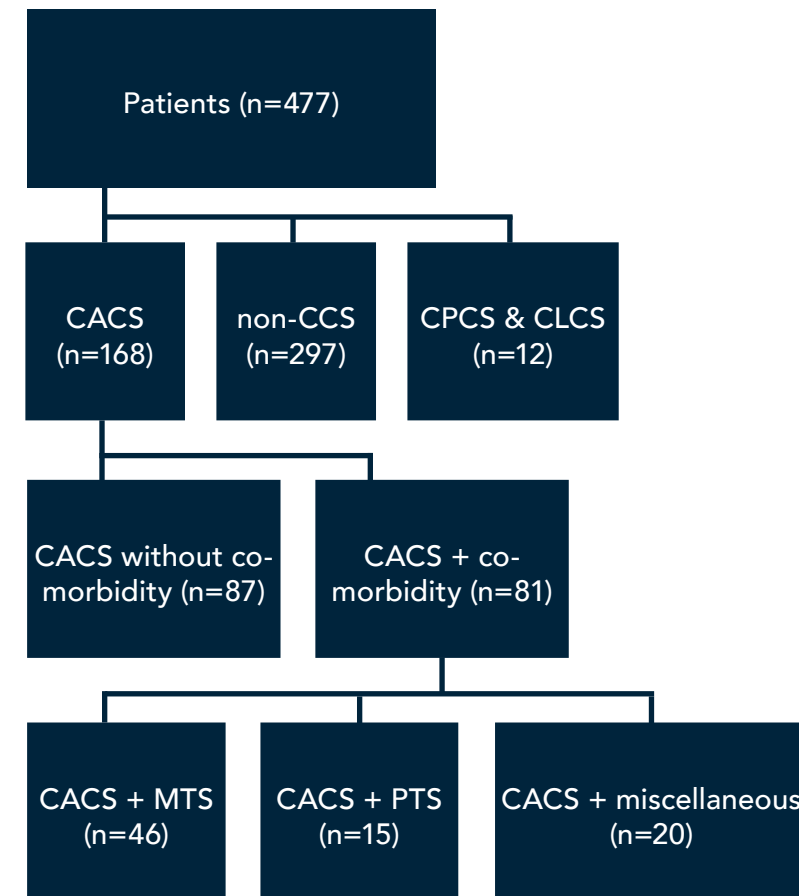 Patients (n=477)
CACS
(n=168)
non-CCS
(n=297)
CPCS & CLCS
(n=12)
CACS without co-
morbidity (n=87)
CACS + co-
morbidity (n=81)
CACS + MTS
(n=46)
CACS + PTS
(n=15)
CACS + miscellaneous
(n=20)